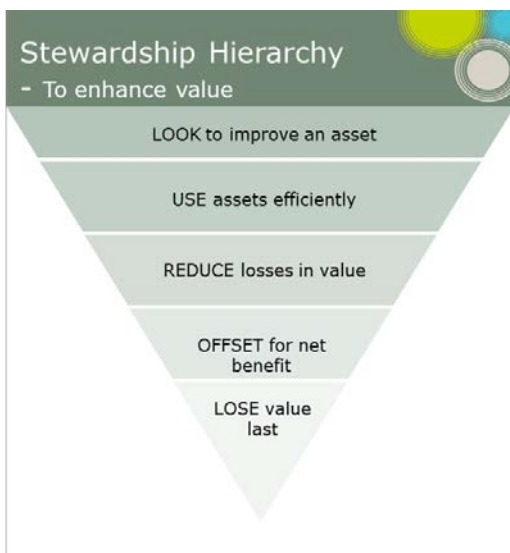 Stewardship Hierarchy
- To enhance value
LOOK to improve an asset
USE assets efficiently
REDUCE losses in value
OFFSET for net
benefit
LOSE value
last